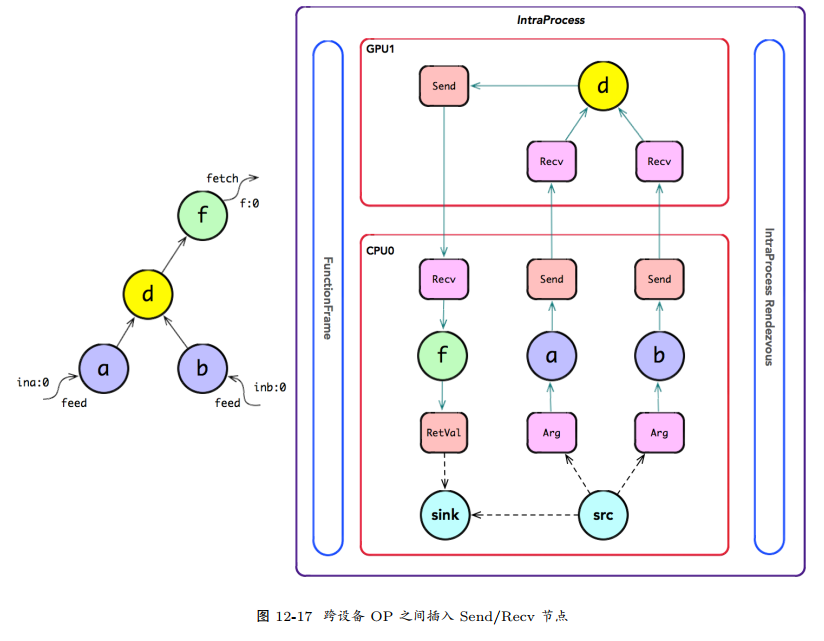 IntraProcess
GPU1
Send
d
Recv
Recv
fetch
f
f:0
d
a
b
ina:0
feed
inb:0
feed
FunctionFrame
CPU0
Recv
Send
Send
f
a
b
RetVal
Arg
Arg
sink
src
IntraProcess Rendezvous
图 12-17 跨设备 OP 之间插入 Send/Recv 节点